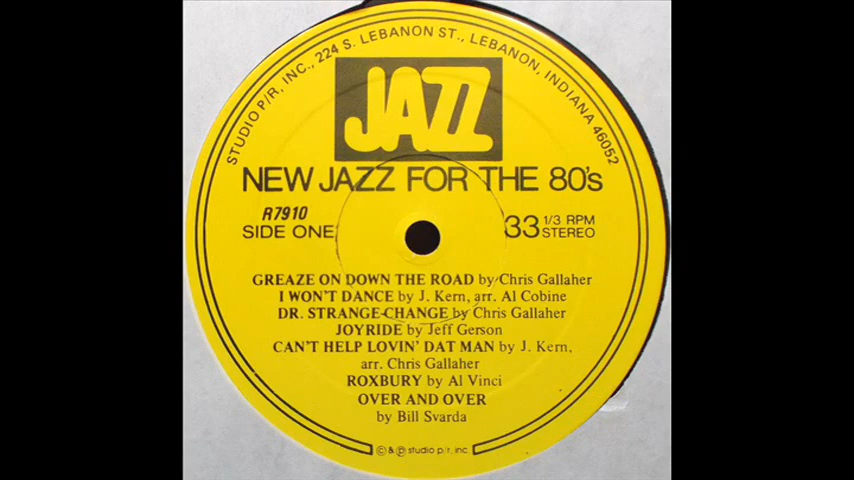 STUDIO P/R, INC., 224 S. LEBANON ST., LEBANON, INDIANA 46052
JAZZ
NEW JAZZ FOR THE 80's
R7910
SIDE ONE
33 1/3 RPM
STEREO
GREAZE ON DOWN THE ROAD by Chris Gallaher
I WON'T DANCE by J. Kern, arr. Al Cobine
DR. STRANGE-CHANGE by Chris Gallaher
JOYRIDE by Jeff Gerson
CAN'T HELP LOVIN' DAT MAN by J. Kern,
arr. Chris Gallaher
ROXBURY by Al Vinci
OVER AND OVER
by Bill Svarda
© & ℗ studio p/r, inc.